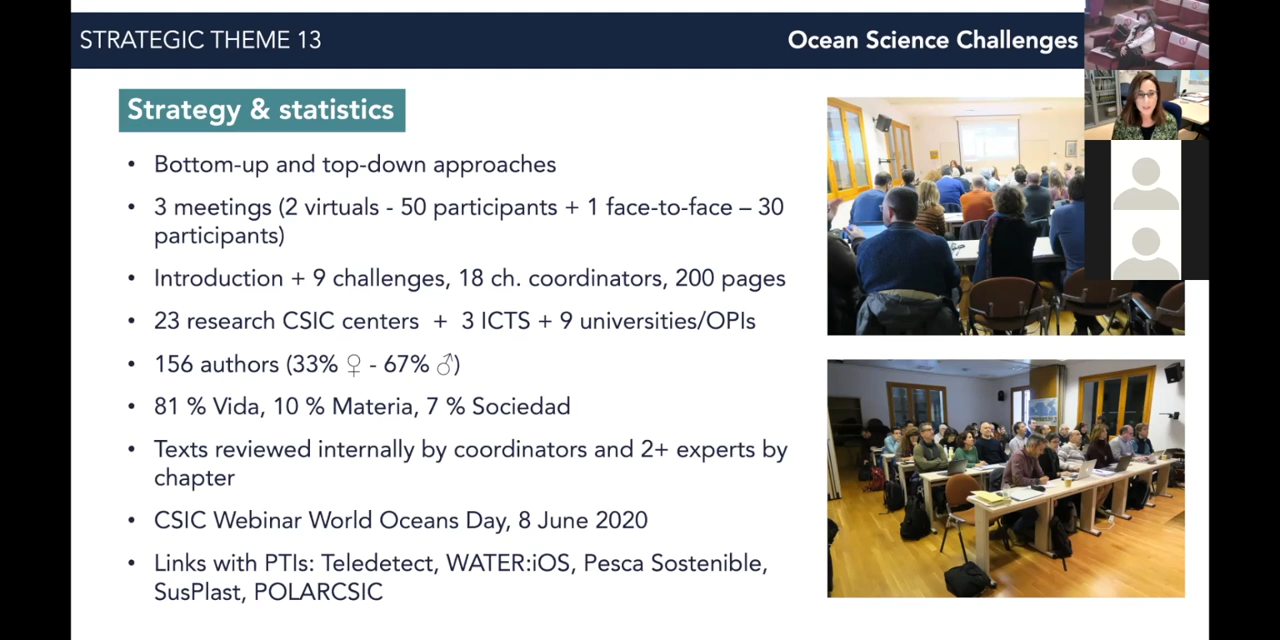 STRATEGIC THEME 13
Ocean Science Challenges
Strategy & statistics
• Bottom-up and top-down approaches
• 3 meetings (2 virtuals - 50 participants + 1 face-to-face – 30
participants)
• Introduction + 9 challenges, 18 ch. coordinators, 200 pages
• 23 research CSIC centers + 3 ICTS + 9 universities/OPIs
• 156 authors (33% ♀ - 67% ♂)
• 81 % Vida, 10 % Materia, 7 % Sociedad
• Texts reviewed internally by coordinators and 2+ experts by
chapter
• CSIC Webinar World Oceans Day, 8 June 2020
• Links with PTIs: Teledetect, WATER:iOS, Pesca Sostenible,
SusPlast, POLARCSIC